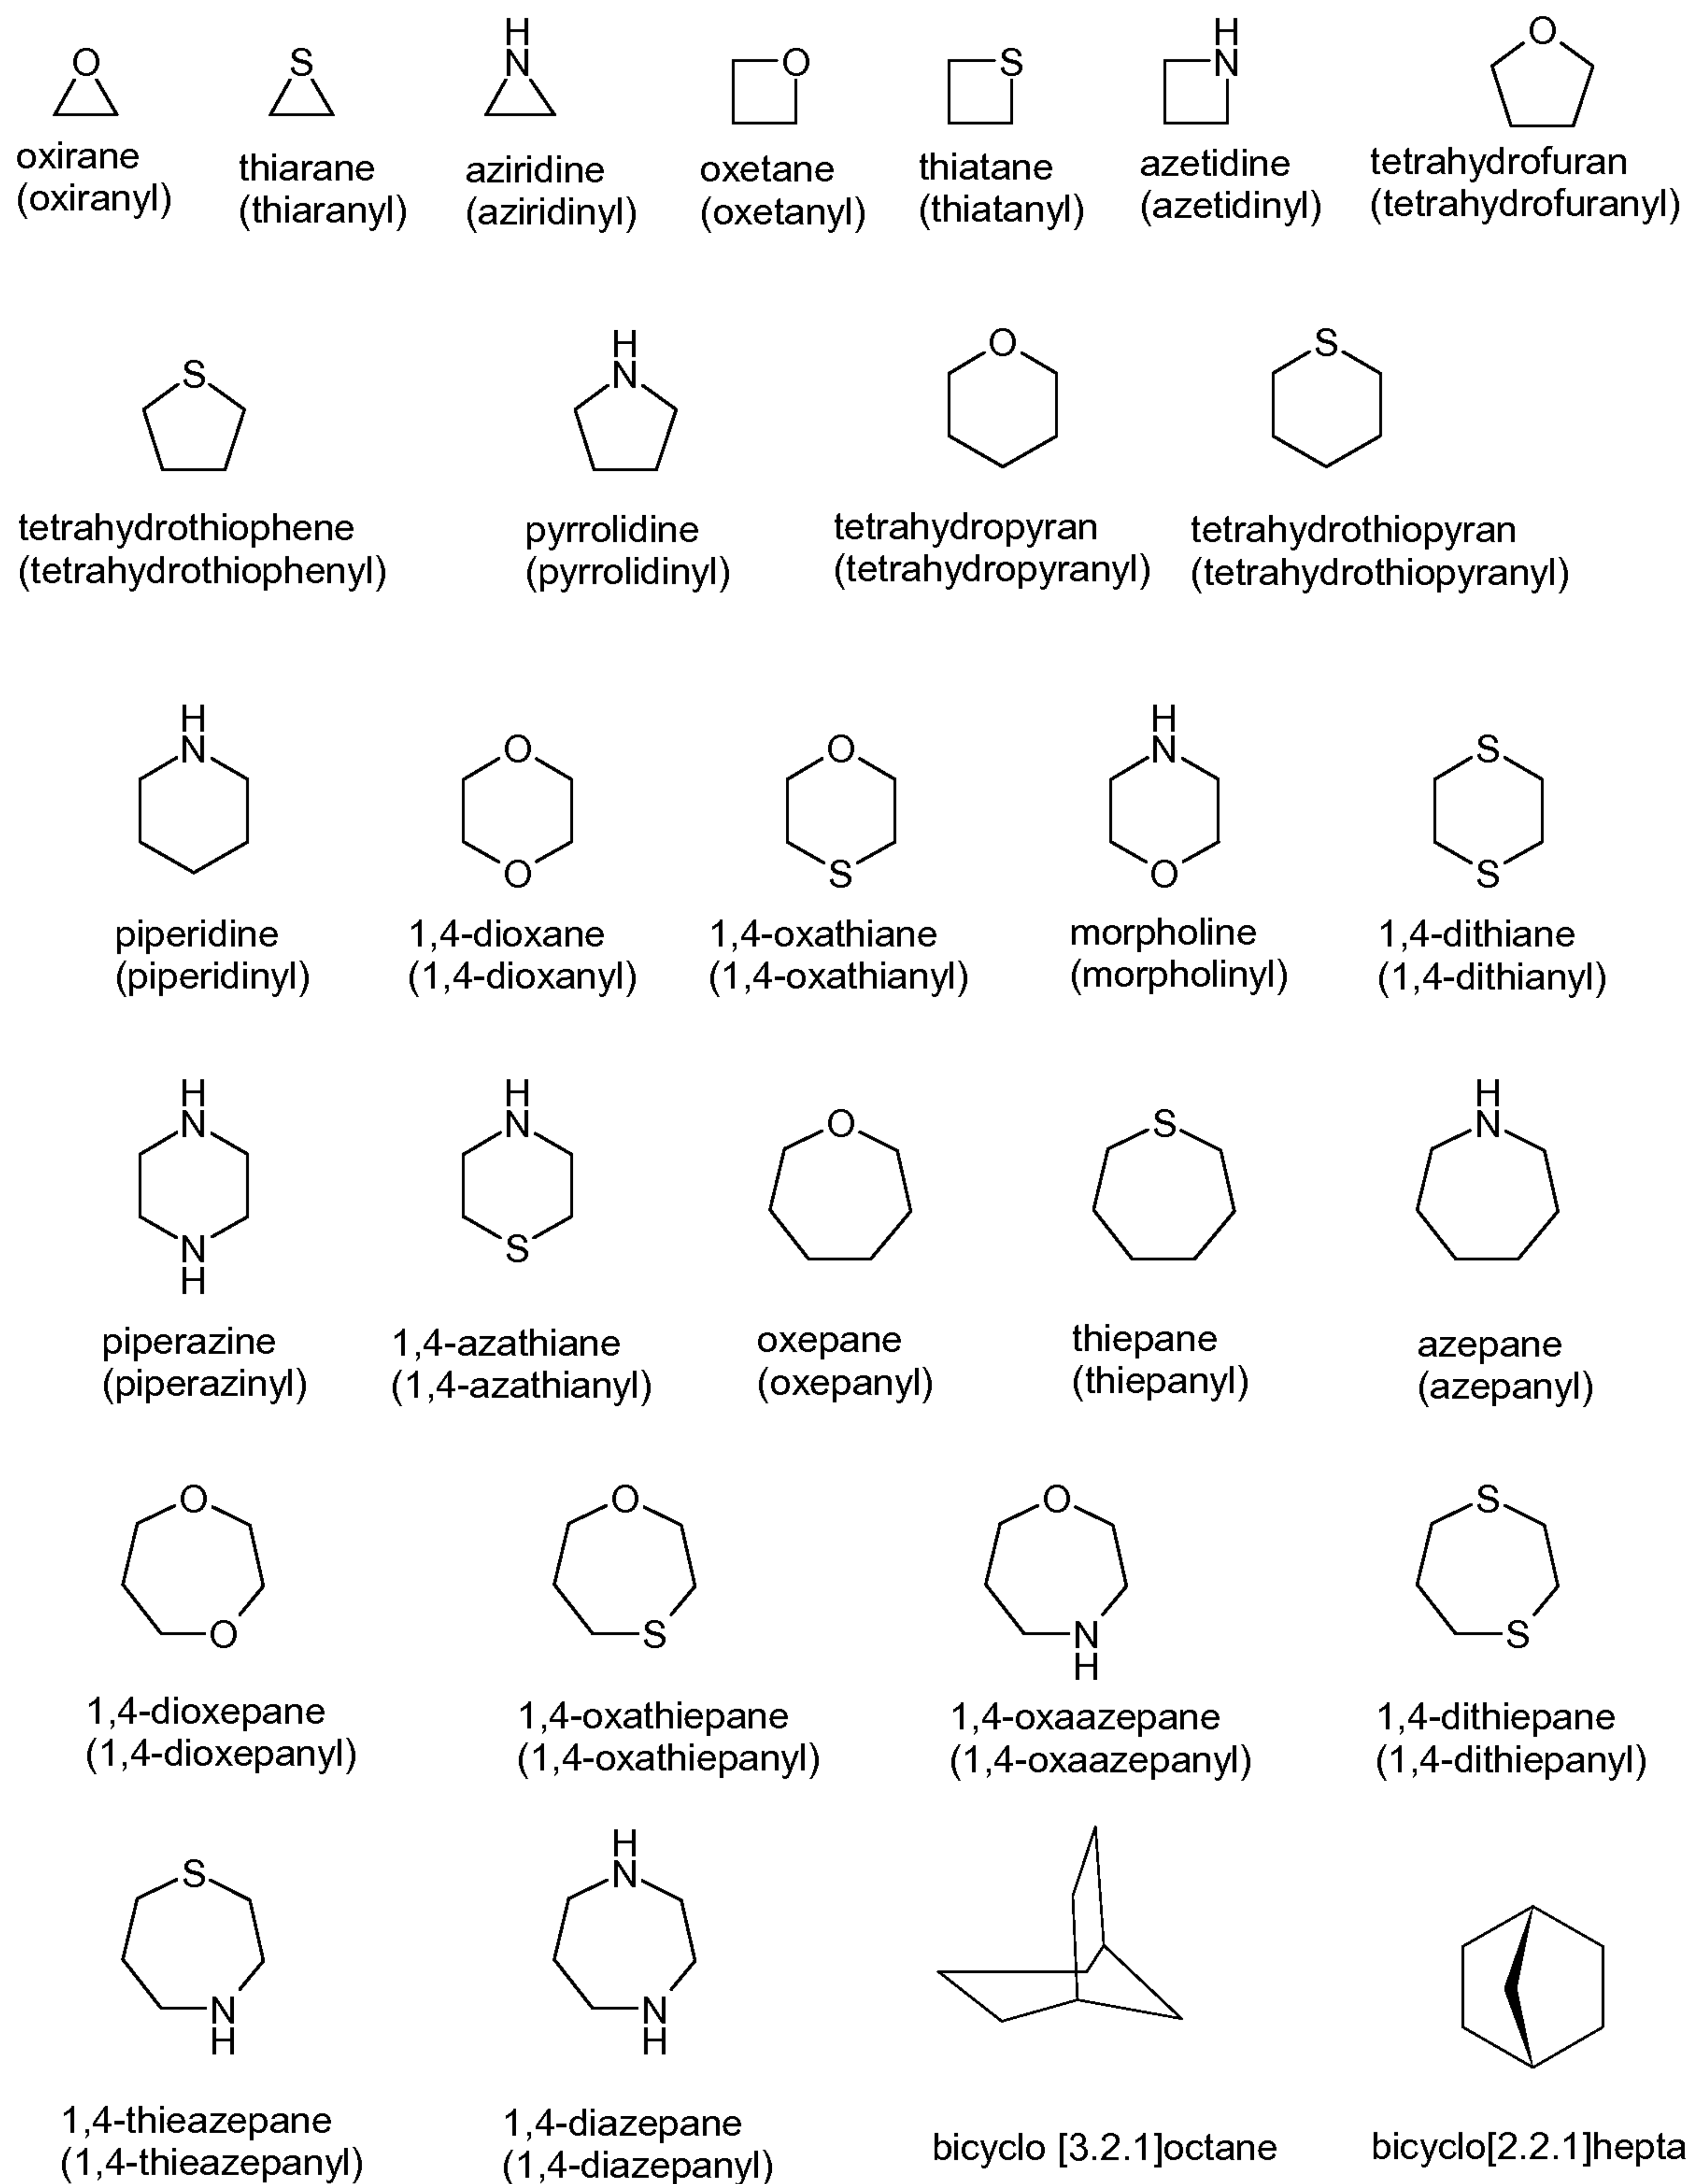 O
S
H
N
O
S
H
N
O
oxirane
(oxiranyl)
thiarane
(thiaranyl)
aziridine
(aziridinyl)
oxetane
(oxetanyl)
thiatane
(thiatanyl)
azetidine
(azetidinyl)
tetrahydrofuran
(tetrahydrofuranyl)
S
H
N
O
S
tetrahydrothiophene
(tetrahydrothiophenyl)
pyrrolidine
(pyrrolidinyl)
tetrahydropyran
(tetrahydropyranyl)
tetrahydrothiopyran
(tetrahydrothiopyranyl)
H
N
O
O
O
S
H
N
O
S
S
piperidine
(piperidinyl)
1,4-dioxane
(1,4-dioxanyl)
1,4-oxathiane
(1,4-oxathianyl)
morpholine
(morpholinyl)
1,4-dithiane
(1,4-dithianyl)
H
N
N
H
H
N
S
O
S
H
N
piperazine
(piperazinyl)
1,4-azathiane
(1,4-azathianyl)
oxepane
(oxepanyl)
thiepane
(thiepanyl)
azepane
(azepanyl)
O
O
O
S
O
N
H
S
S
1,4-dioxepane
(1,4-dioxepanyl)
1,4-oxathiepane
(1,4-oxathiepanyl)
1,4-oxaazepane
(1,4-oxaazepanyl)
1,4-dithiepane
(1,4-dithiepanyl)
S
N
H
H
N
N
H
1,4-thieazepane
(1,4-thieazepanyl)
1,4-diazepane
(1,4-diazepanyl)
bicyclo [3.2.1]octane
bicyclo[2.2.1]hepta